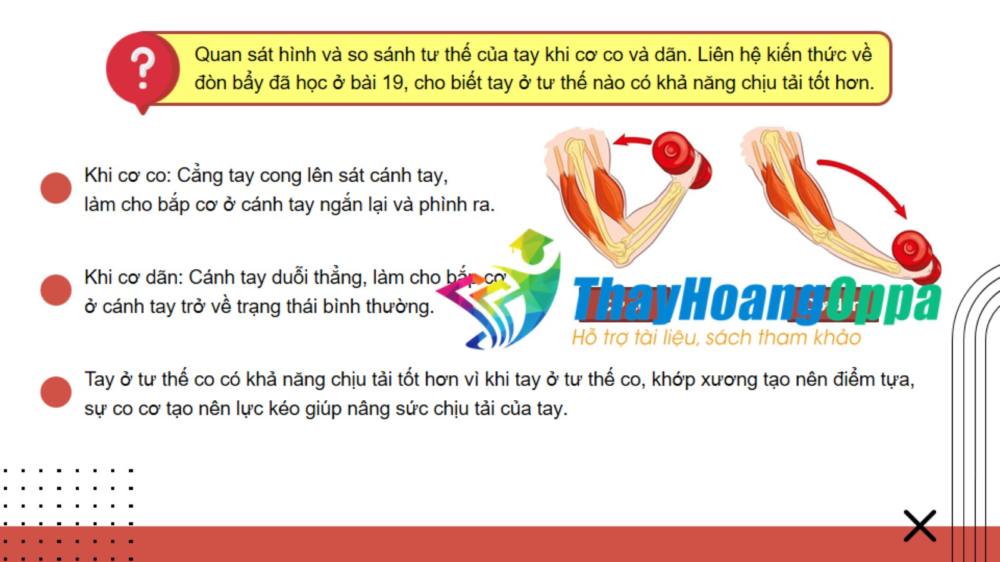 ?
Quan sát hình và so sánh tư thế của tay khi cơ co và dãn. Liên hệ kiến thức về
đòn bẩy đã học ở bài 19, cho biết tay ở tư thế nào có khả năng chịu tải tốt hơn.
Khi cơ co: Cẳng tay cong lên sát cánh tay,
làm cho bắp cơ ở cánh tay ngắn lại và phình ra.
Khi cơ dãn: Cánh tay duỗi thẳng, làm cho bắp cơ
ở cánh tay trở về trạng thái bình thường.
ThayHoangOppa
Hỗ trợ tài liệu, sách tham khảo
Tay ở tư thế co có khả năng chịu tải tốt hơn vì khi tay ở tư thế co, khớp xương tạo nên điểm tựa,
sự co cơ tạo nên lực kéo giúp nâng sức chịu tải của tay.